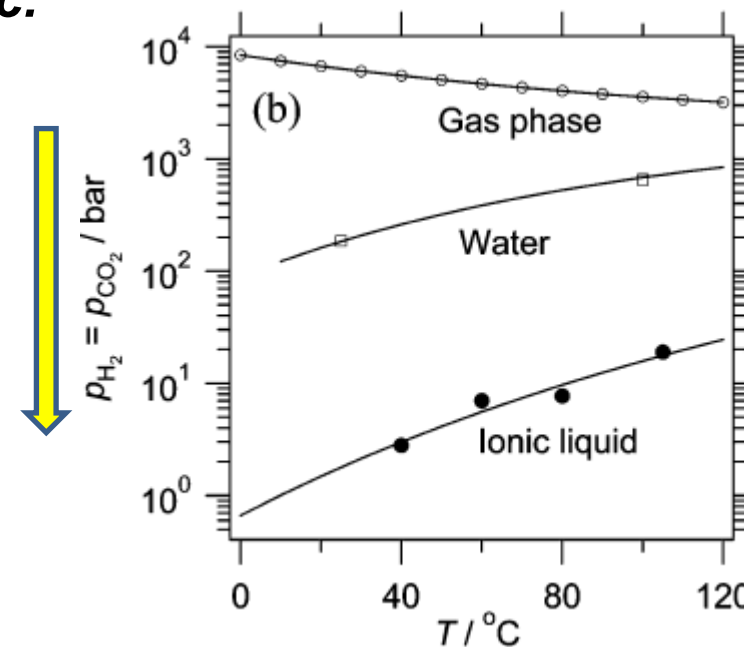 c.
10⁴
(b)
Gas phase
10³
Water
10²
p_H₂ = p_CO₂ / bar
10¹
Ionic liquid
10⁰
0 40 80 120
T / °C